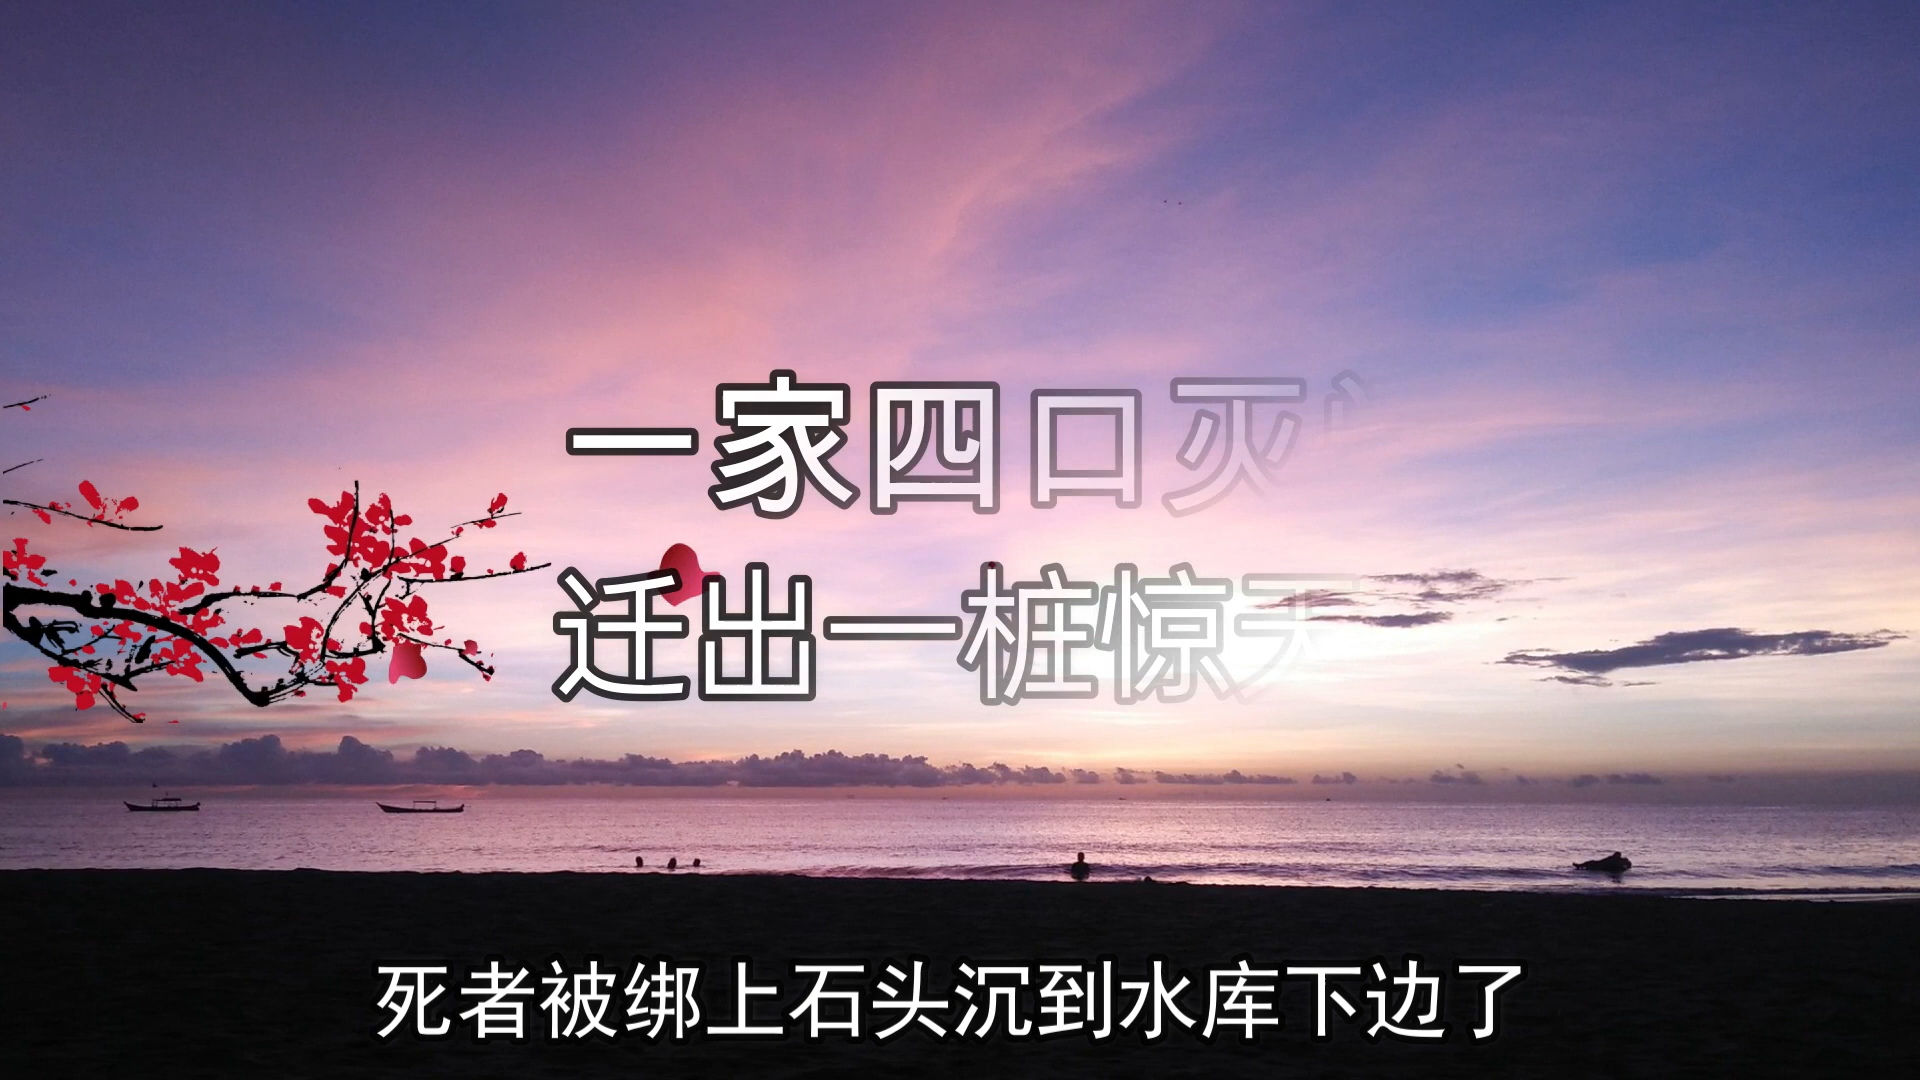 一家四口灭
迁出一桩惊天
死者被绑上石头沉到水库下边了